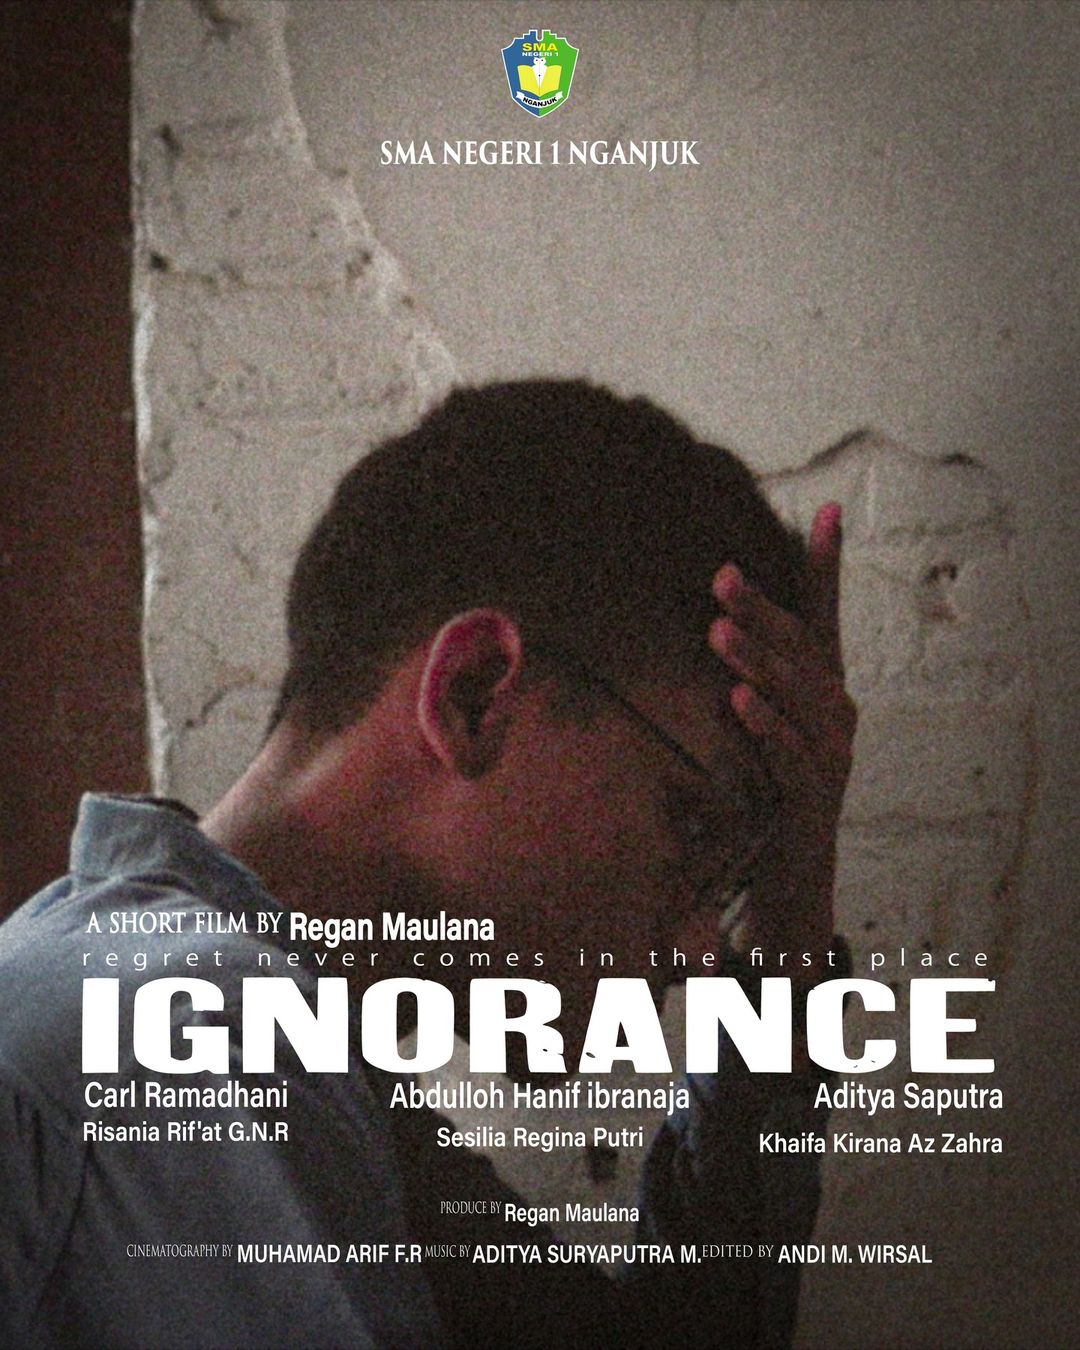 SMA
NEGERI 1
NGANJUK
SMA NEGERI 1 NGANJUK
A SHORT FILM BY Regan Maulana
regret never comes in the first place
IGNORANCE
Carl Ramadhani Abdulloh Hanif ibranaja Aditya Saputra
Risania Rif'at G.N.R Sesilia Regina Putri Khaifa Kirana Az Zahra
PRODUCE BY Regan Maulana
CINEMATOGRAPHY BY MUHAMAD ARIF F.R MUSIC BY ADITYA SURYAPUTRA M. EDITED BY ANDI M. WIRSAL